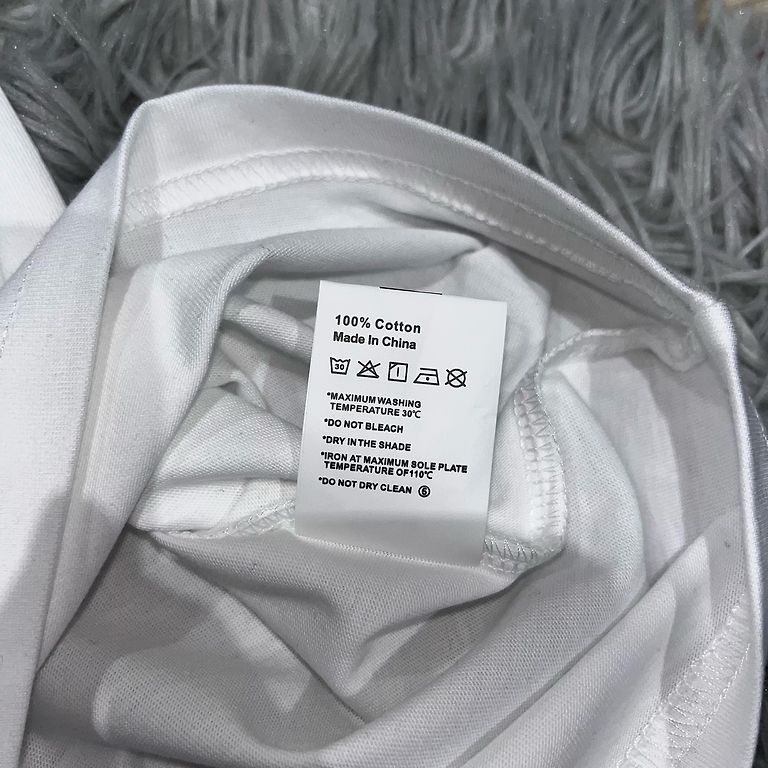 100% Cotton
Made In China
30
*MAXIMUM WASHING
TEMPERATURE 30℃
*DO NOT BLEACH
*DRY IN THE SHADE
*IRON AT MAXIMUM SOLE PLATE
TEMPERATURE OF110℃
*DO NOT DRY CLEAN ⑥